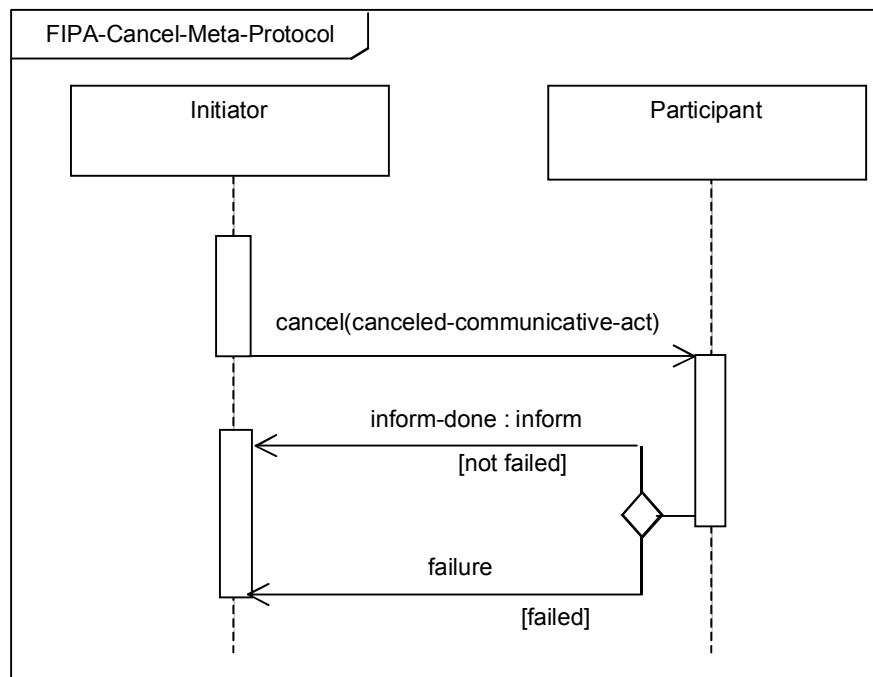 FIPA-Cancel-Meta-Protocol
Initiator
Participant
cancel(canceled-communicative-act)
inform-done : inform
[not failed]
failure
[failed]